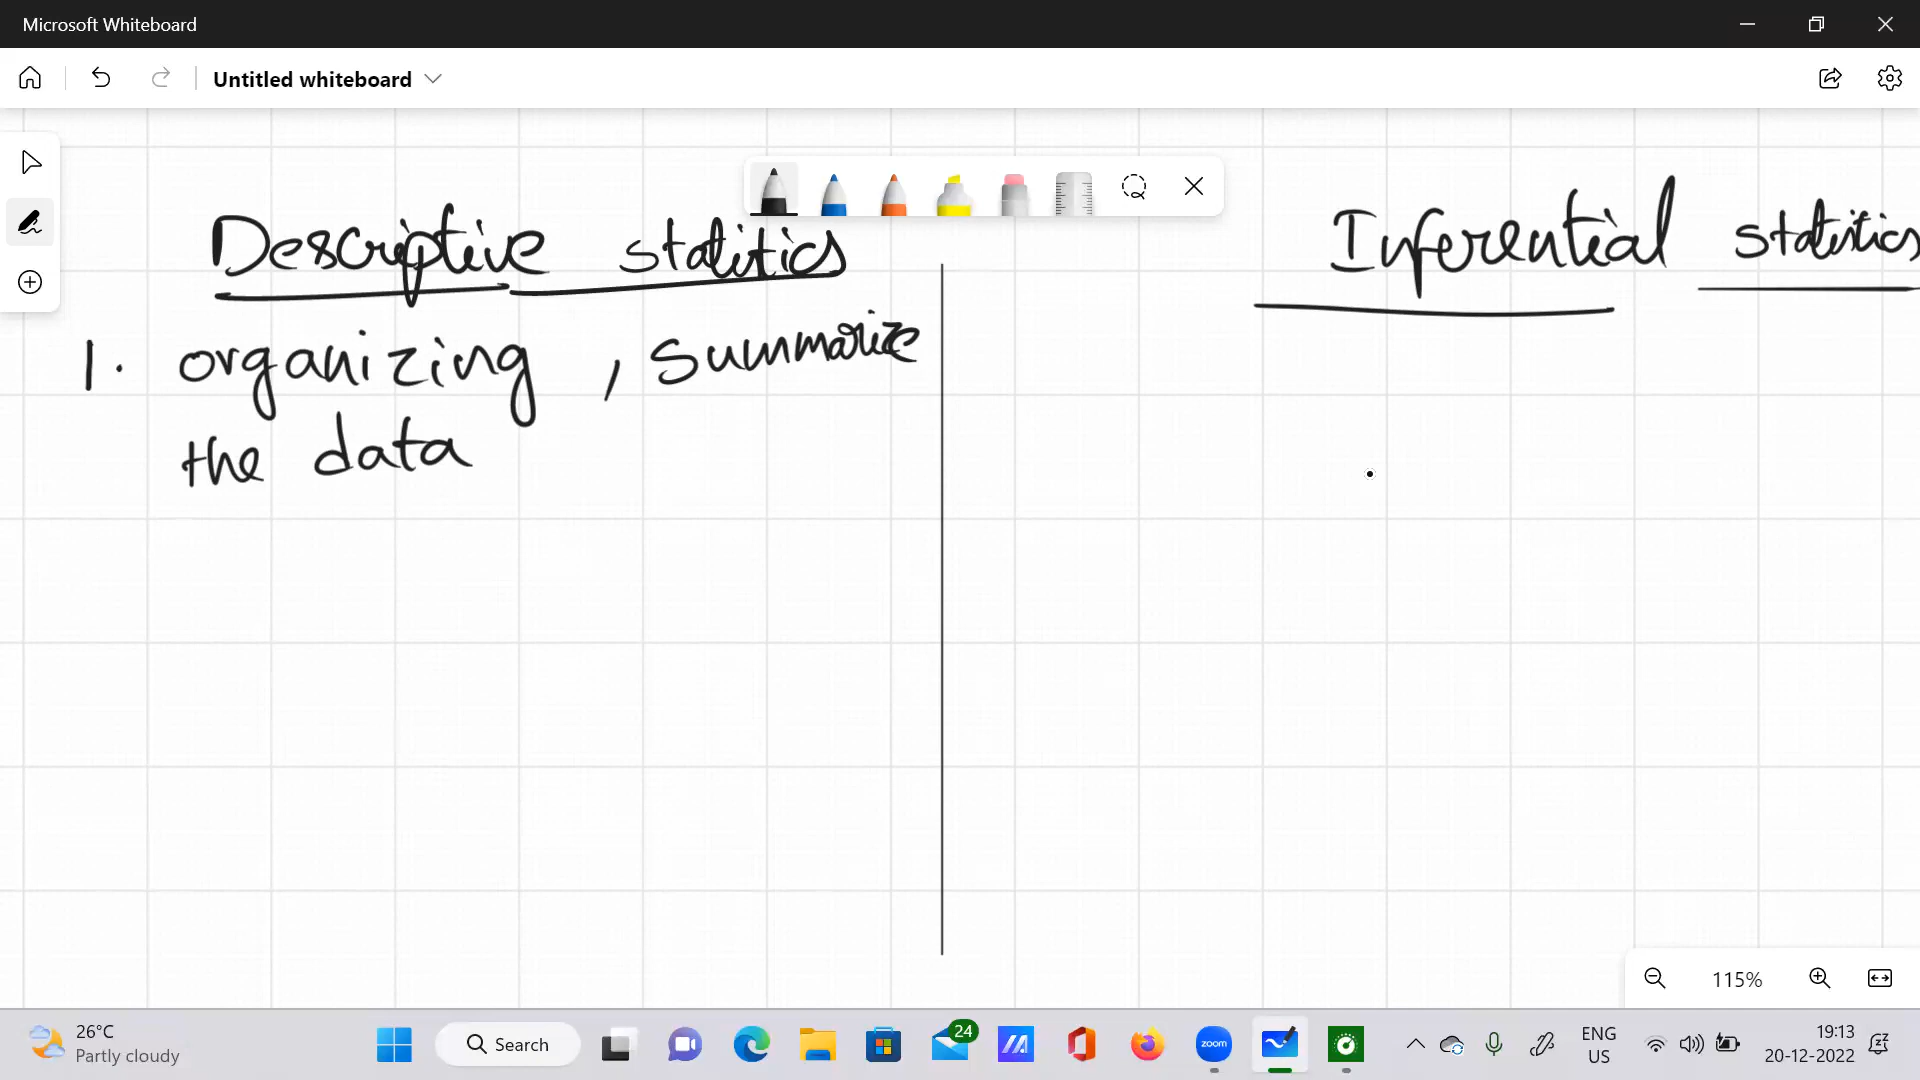 Microsoft Whiteboard
Untitled whiteboard
Descriptive statistics
Inferential statistics
1. organizing, summarize
the data
115%
26°C
Partly cloudy
Search
24
zoom
ENG
US
19:13
20-12-2022